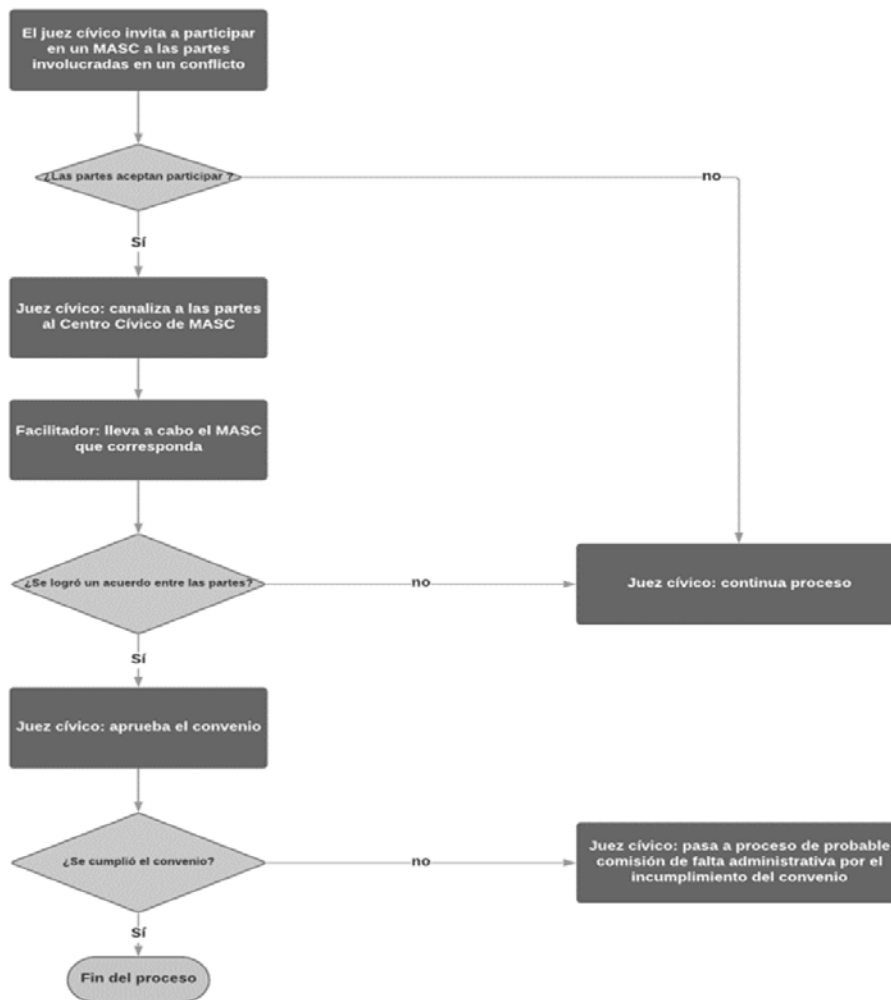 El juez cívico invita a participar
en un MASC a las partes
involucradas en un conflicto
¿Las partes aceptan participar ?
no
Sí
Juez cívico: canaliza a las partes
al Centro Cívico de MASC
Facilitador: lleva a cabo el MASC
que corresponda
¿Se logró un acuerdo entre las partes?
no
Juez cívico: continua proceso
Sí
Juez cívico: aprueba el convenio
¿Se cumplió el convenio?
no
Juez cívico: pasa a proceso de probable
comisión de falta administrativa por el
incumplimiento del convenio
Sí
Fin del proceso